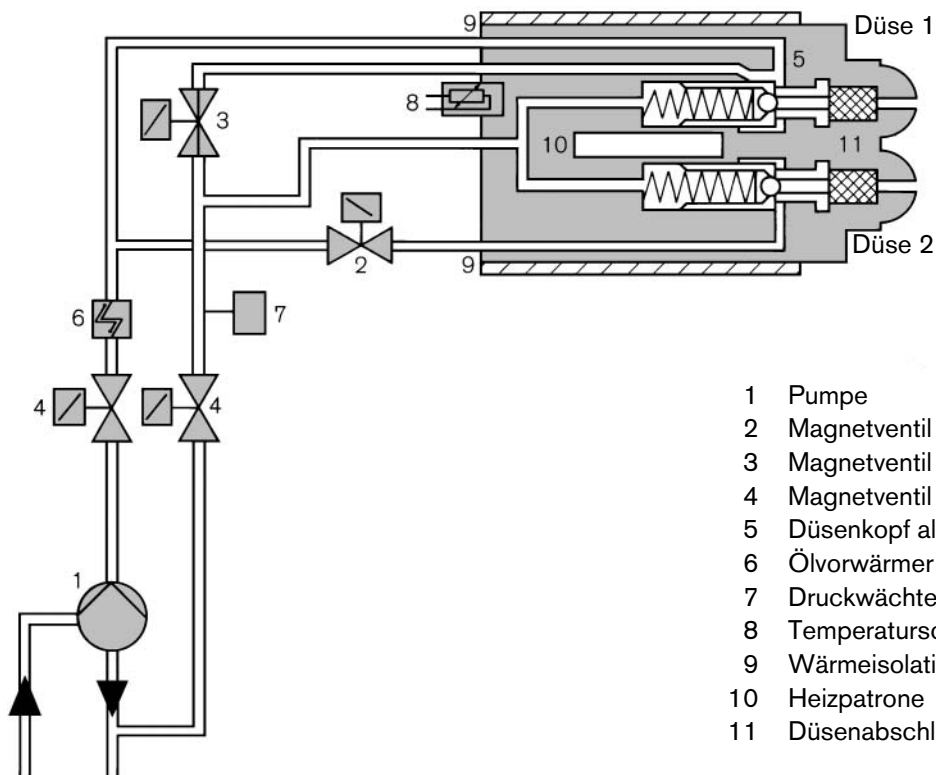 9
Düse 1
5
8
3
10
11
2
9
Düse 2
6
7
4
4
1
1 Pumpe
2 Magnetventil
3 Magnetventil
4 Magnetventil
5 Düsenkopf al
6 Ölvorwärmer
7 Druckwächte
8 Temperatursc
9 Wärmeisolati
10 Heizpatrone
11 Düsenabschl